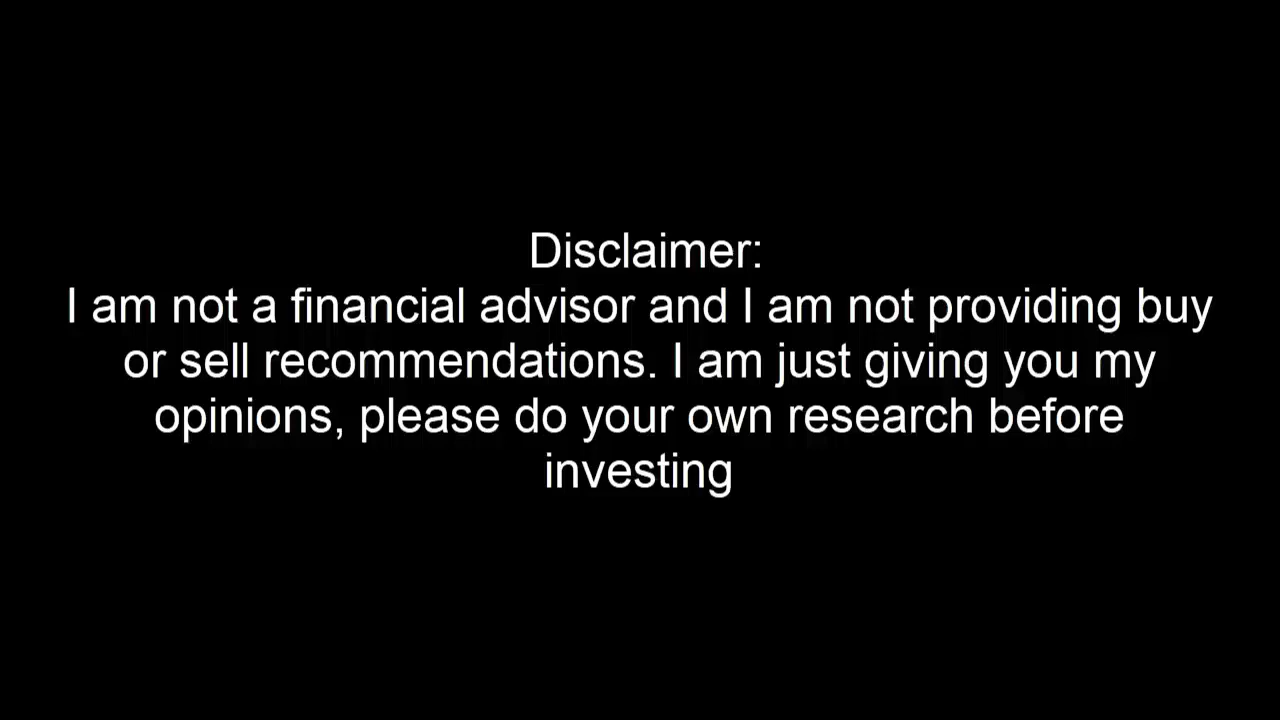 Disclaimer:
I am not a financial advisor and I am not providing buy
or sell recommendations. I am just giving you my
opinions, please do your own research before
investing